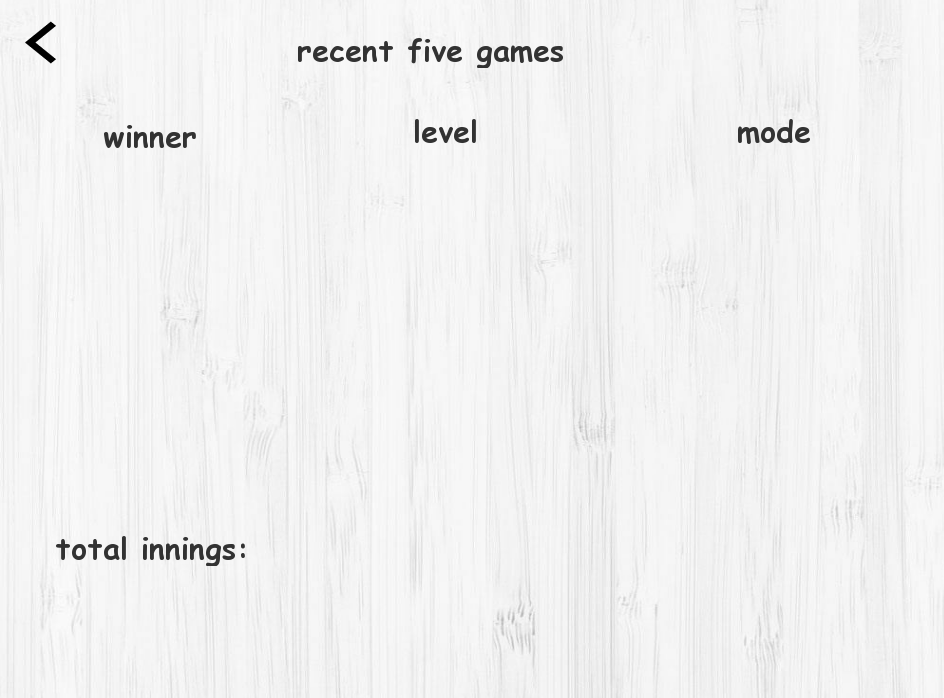 recent five games
winner level mode
total innings: